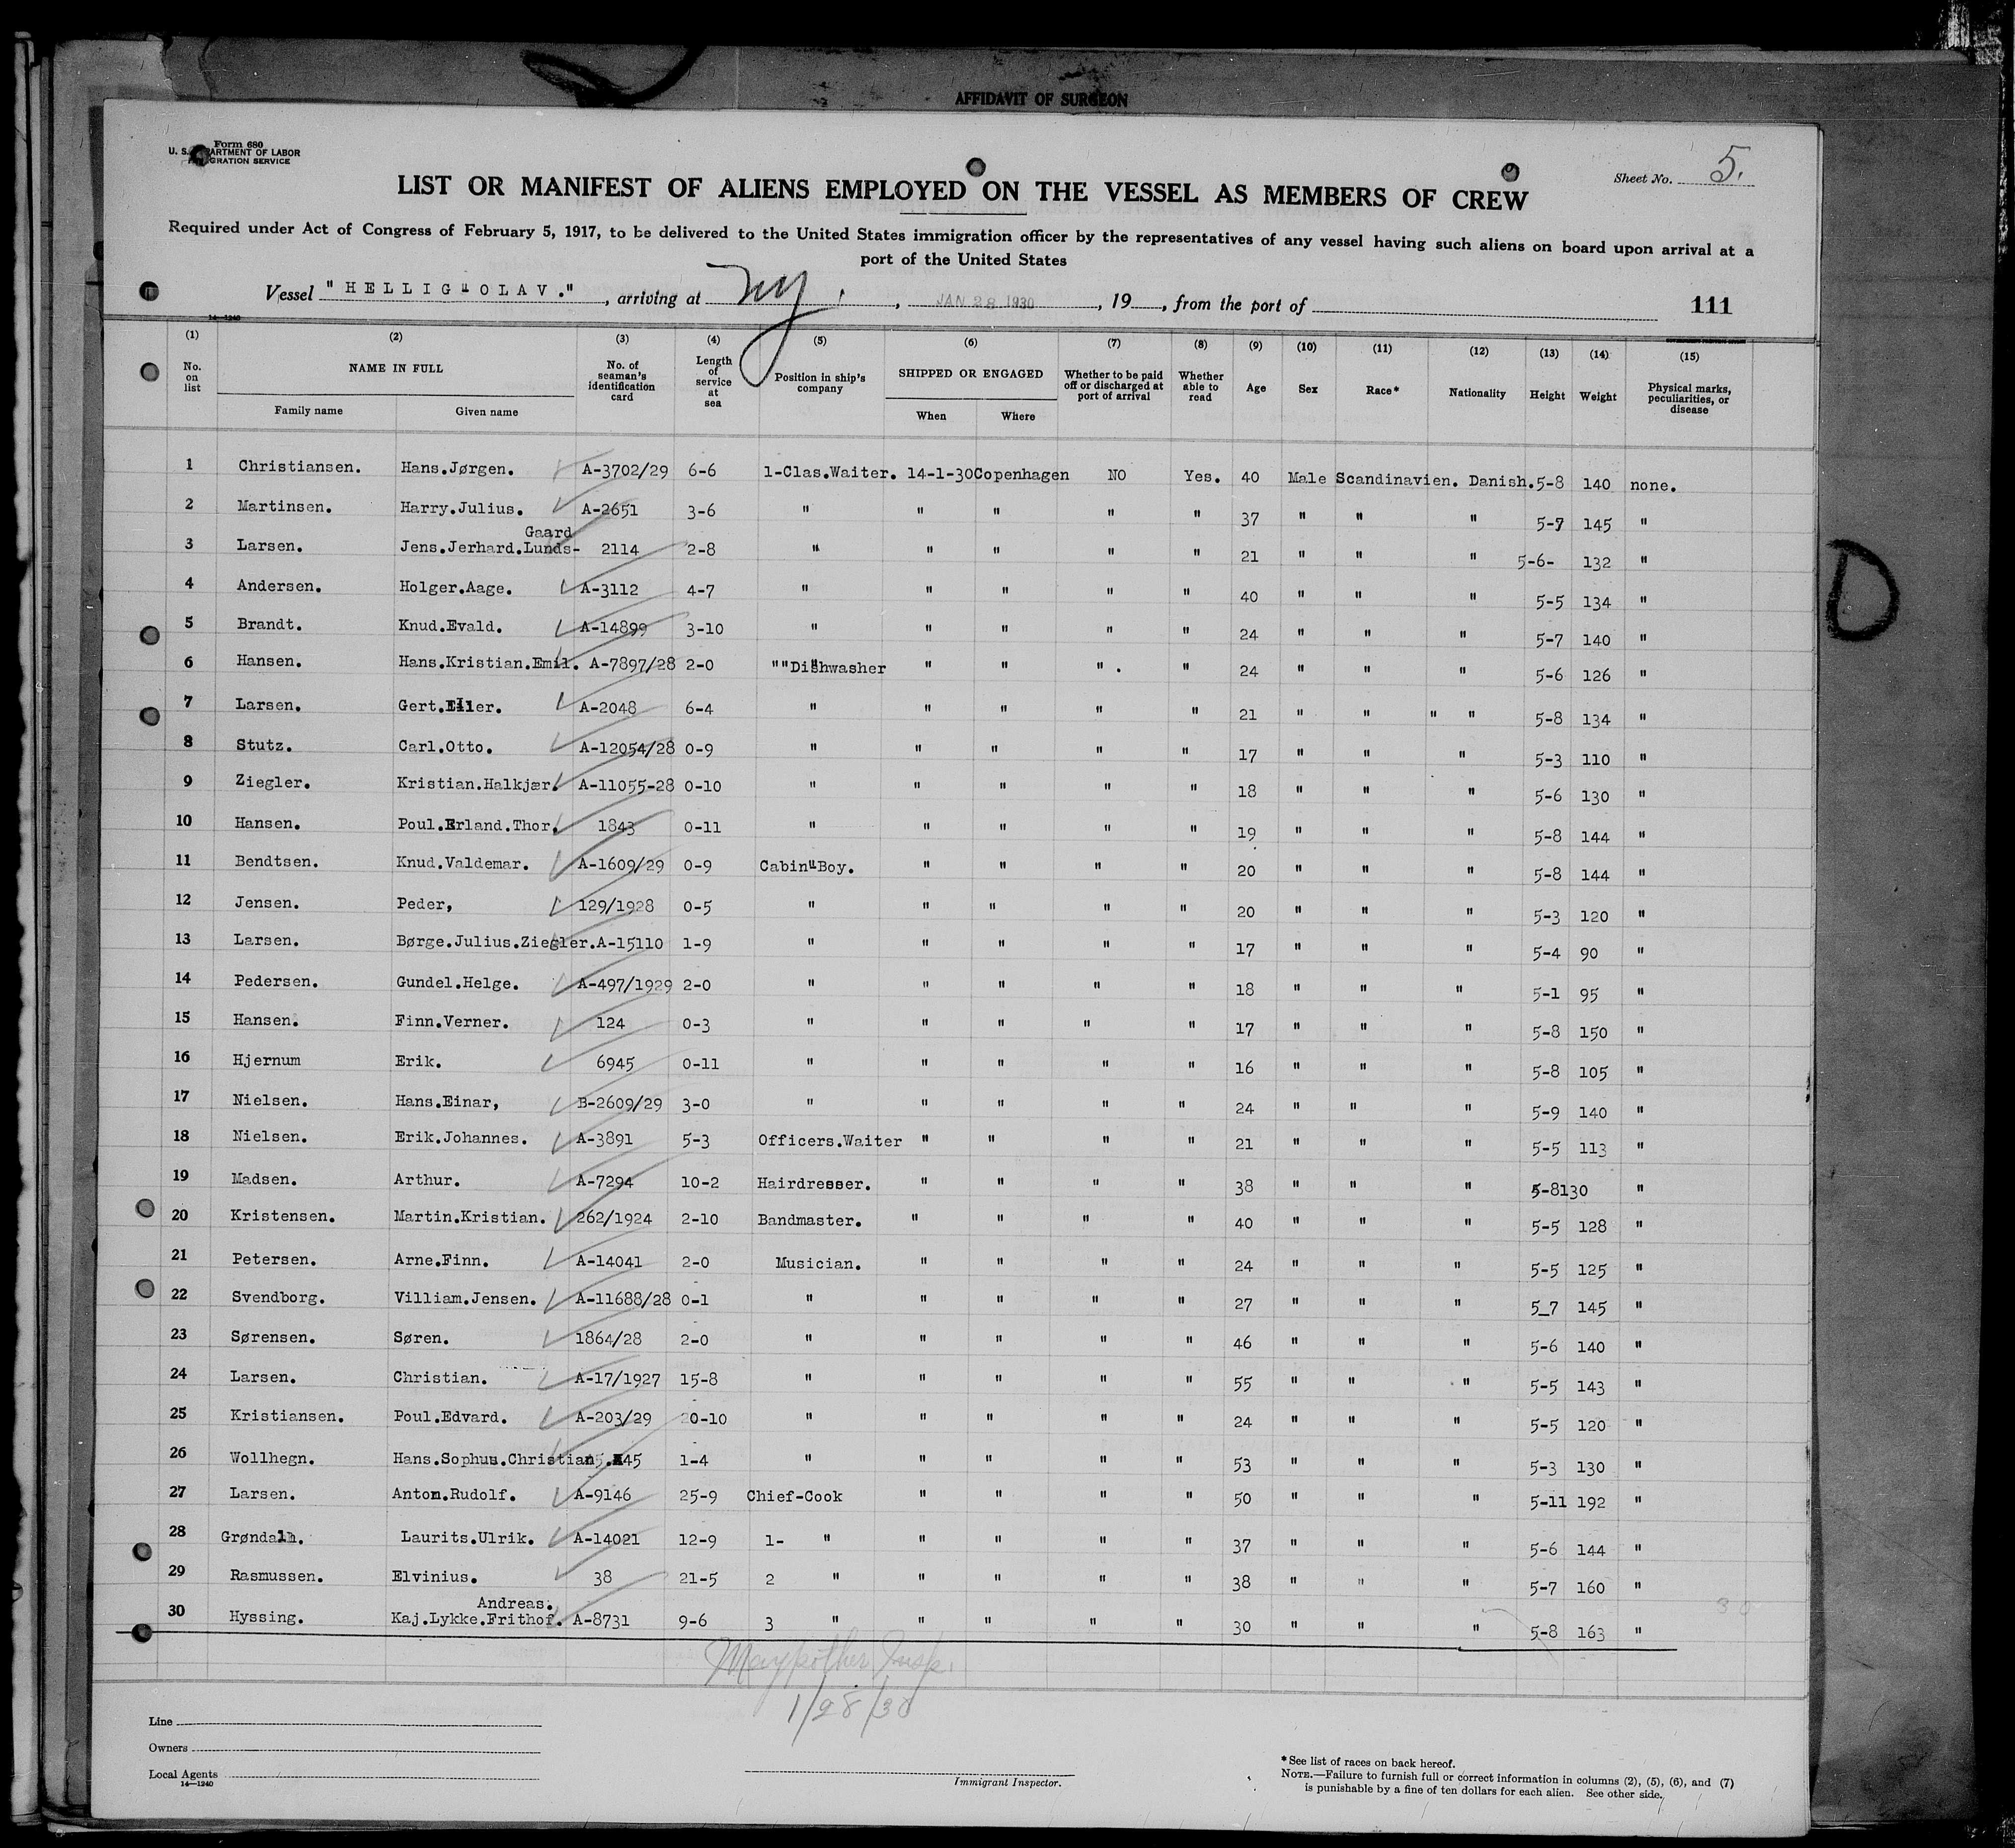 AFFIDAVIT OF SURGEON
Form 680
U. S. DEPARTMENT OF LABOR
IMMIGRATION SERVICE
Sheet No. 5.
LIST OR MANIFEST OF ALIENS EMPLOYED ON THE VESSEL AS MEMBERS OF CREW
Required under Act of Congress of February 5, 1917, to be delivered to the United States immigration officer by the representatives of any vessel having such aliens on board upon arrival at a
port of the United States
Vessel "HELLIG"OLAV.", arriving at NY, JAN 28 1930, 19, from the port of 111
14—1240
(1) (2) (3) (4) (5) (6) (7) (8) (9) (10) (11) (12) (13) (14) (15)
No. on list NAME IN FULL Family name Given name No. of seaman's identification card Length of service at sea Position in ship's company SHIPPED OR ENGAGED When Where Whether to be paid off or discharged at port of arrival Whether able to read Age Sex Race* Nationality Height Weight Physical marks, peculiarities, or disease
1 Christiansen. Hans.Jørgen. A-3702/29 6-6 1-Clas.Waiter. 14-1-30 Copenhagen NO Yes. 40 Male Scandinavien. Danish. 5-8 140 none.
2 Martinsen. Harry.Julius. A-2651 3-6 " " " " " 37 " " " 5-7 145 "
Gaard
3 Larsen. Jens.Jerhard.Lunds- 2114 2-8 " " " " " 21 " " " 5-6- 132 "
4 Andersen. Holger.Aage. A-3112 4-7 " " " " " 40 " " " 5-5 134 "
5 Brandt. Knud.Evald. A-14899 3-10 " " " " " 24 " " " 5-7 140 "
6 Hansen. Hans.Kristian.Emil. A-7897/28 2-0 ""Dishwasher " " ". " 24 " " " 5-6 126 "
7 Larsen. Gert.Eiler. A-2048 6-4 " " " " " 21 " " " " 5-8 134 "
8 Stutz. Carl.Otto. A-12054/28 0-9 " " " " " 17 " " " 5-3 110 "
9 Ziegler. Kristian.Halkjær. A-11055-28 0-10 " " " " " 18 " " " 5-6 130 "
10 Hansen. Poul.Erland.Thor. 1843 0-11 " " " " " 19 " " " 5-8 144 "
11 Bendtsen. Knud.Valdemar. A-1609/29 0-9 Cabin"Boy. " " " " 20 " " " 5-8 144 "
12 Jensen. Peder, 129/1928 0-5 " " " " " 20 " " " 5-3 120 "
13 Larsen. Børge.Julius.Ziegler. A-15110 1-9 " " " " " 17 " " " 5-4 90 "
14 Pedersen. Gundel.Helge. A-497/1929 2-0 " " " " " 18 " " " 5-1 95 "
15 Hansen. Finn.Verner. 124 0-3 " " " " " 17 " " " 5-8 150 "
16 Hjernum Erik. 6945 0-11 " " " " " 16 " " " 5-8 105 "
17 Nielsen. Hans.Einar, B-2609/29 3-0 " " " " " 24 " " " 5-9 140 "
18 Nielsen. Erik.Johannes. A-3891 5-3 Officers.Waiter " " " " 21 " " " 5-5 113 "
19 Madsen. Arthur. A-7294 10-2 Hairdresser. " " " " 38 " " " 5-8 130 "
20 Kristensen. Martin.Kristian. 262/1924 2-10 Bandmaster. " " " " 40 " " " 5-5 128 "
21 Petersen. Arne.Finn. A-14041 2-0 Musician. " " " " 24 " " " 5-5 125 "
22 Svendborg. Villiam.Jensen. A-11688/28 0-1 " " " " " 27 " " " 5_7 145 "
23 Sørensen. Søren. 1864/28 2-0 " " " " " 46 " " " 5-6 140 "
24 Larsen. Christian. A-17/1927 15-8 " " " " " 55 " " " 5-5 143 "
25 Kristiansen. Poul.Edvard. A-203/29 20-10 " " " " " 24 " " " 5-5 120 "
26 Wollhegn. Hans.Sophus.Christian 1-4 " " " " " 53 " " " 5-3 130 "
27 Larsen. Anton.Rudolf. A-9146 25-9 Chief-Cook " " " " 50 " " " 5-11 192 "
28 Laurits.Ulrik. A-14021 12-9 1- " " " " " 37 " " " 5-6 144 "
29 Rasmussen. Elvinius. 38 21-5 2 " " " " " 38 " " " 5-7 160 "
Andreas.
30 Hyssing. Kaj.Lykke.Frithof. A-8731 9-6 3 " " " " " 30 " " " 5-8 163 "
30
Insp.
1/28/30
Line
Owners
Local Agents
14—1240
Immigrant Inspector.
*See list of races on back hereof.
NOTE.—Failure to furnish full or correct information in columns (2), (5), (6), and (7)
is punishable by a fine of ten dollars for each alien. See other side.
D